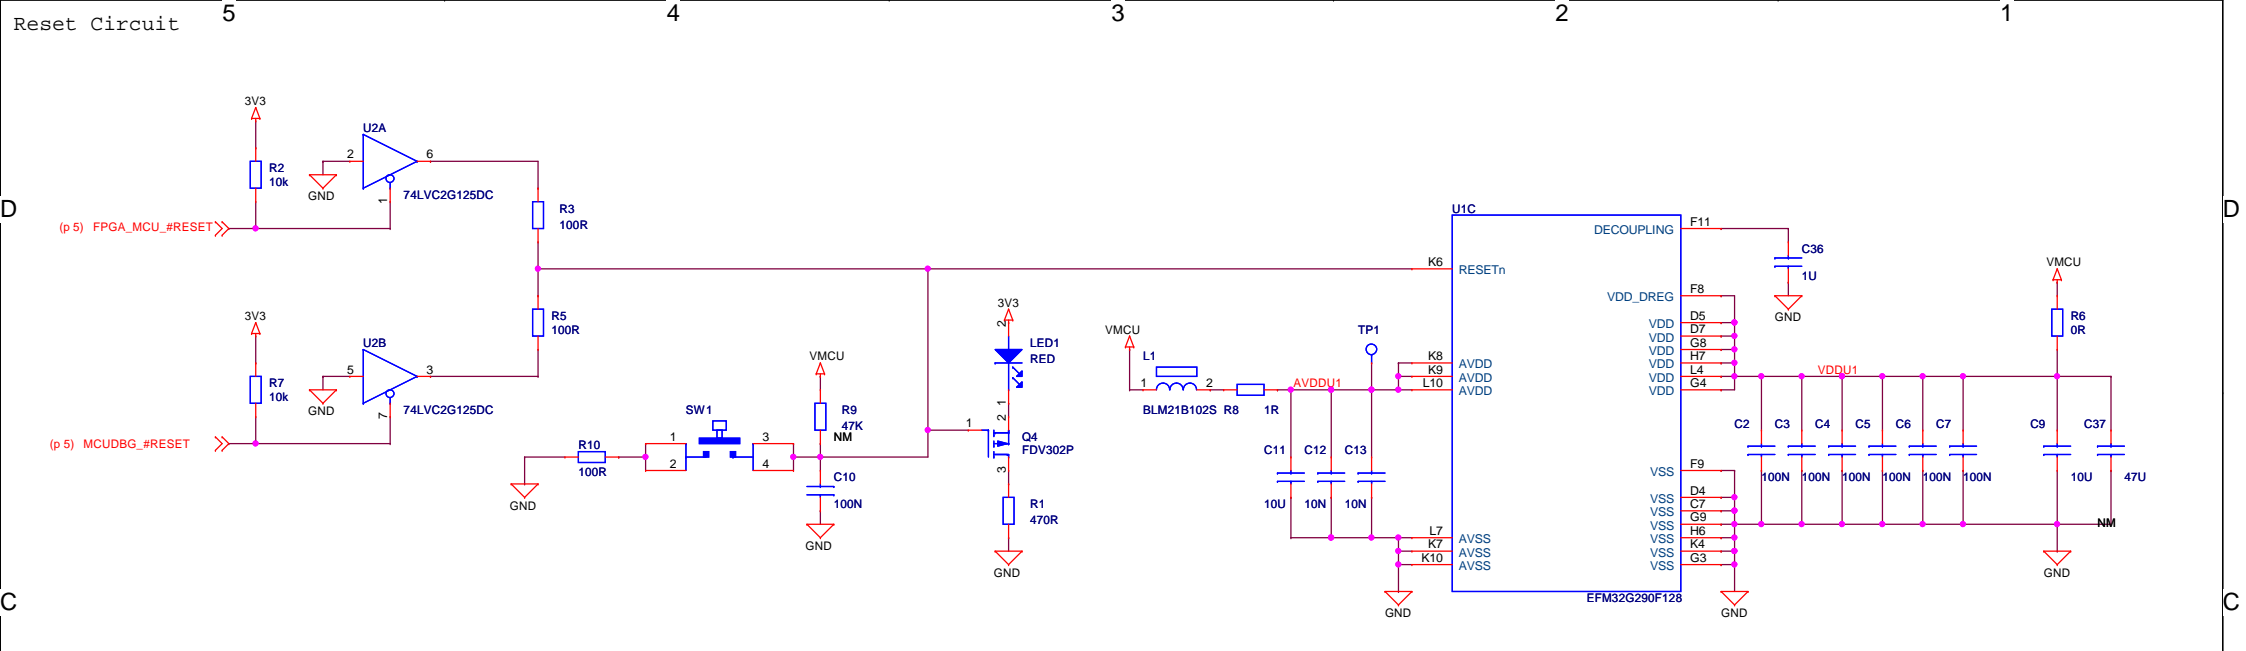 5 4 3 2 1
Reset Circuit
3V3
U2A
2 6
R2
10k
GND
1
74LVC2G125DC
D D
R3
100R
(p 5) FPGA_MCU_#RESET
U1C
DECOUPLING F11
C36
1U
GND
K6 RESETn
VMCU
R6
0R
VDD_DREG F8
VDD D5
VDD D7
VDD G8
VDD H7
VDD L4
VDD G4
VDDU1
3V3
R5
100R
U2B
5 3
R7
10k
GND
7
74LVC2G125DC
(p 5) MCUDBG_#RESET
3V3
2
LED1
RED
1
VMCU
L1
1 2
BLM21B102S
R8 1R
TP1
AVDDU1
K8 AVDD
K9 AVDD
L10 AVDD
VMCU
R9
47K
NM
SW1
1 3
2 4
R10
100R
GND
C10
100N
GND
1
2
Q4
FDV302P
3
R1
470R
GND
C11 C12 C13
10U 10N 10N
C2 C3 C4 C5 C6 C7 C9 C37
100N 100N 100N 100N 100N 100N 10U 47U
NM
VSS F9
VSS D4
VSS C7
VSS G9
VSS H6
VSS K4
VSS G3
L7 AVSS
K7 AVSS
K10 AVSS
GND
GND
GND
EFM32G290F128
C C